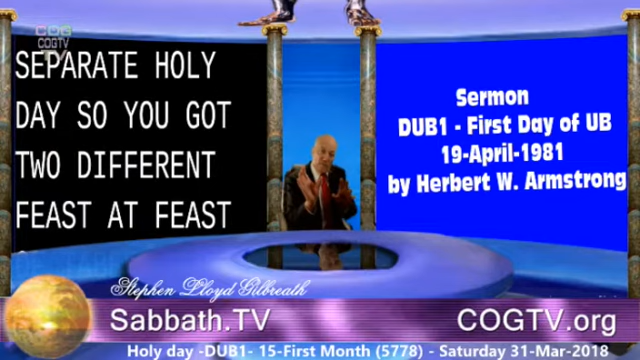 COG
COGTV
TV
SEPARATE HOLY
DAY SO YOU GOT
TWO DIFFERENT
FEAST AT FEAST
Sermon
DUB1 - First Day of UB
19-April-1981
by Herbert W. Armstrong
Stephen Lloyd Gilbreath
Sabbath.TV
COGTV.org
Holy day -DUB1- 15-First Month (5778) - Saturday 31-Mar-2018